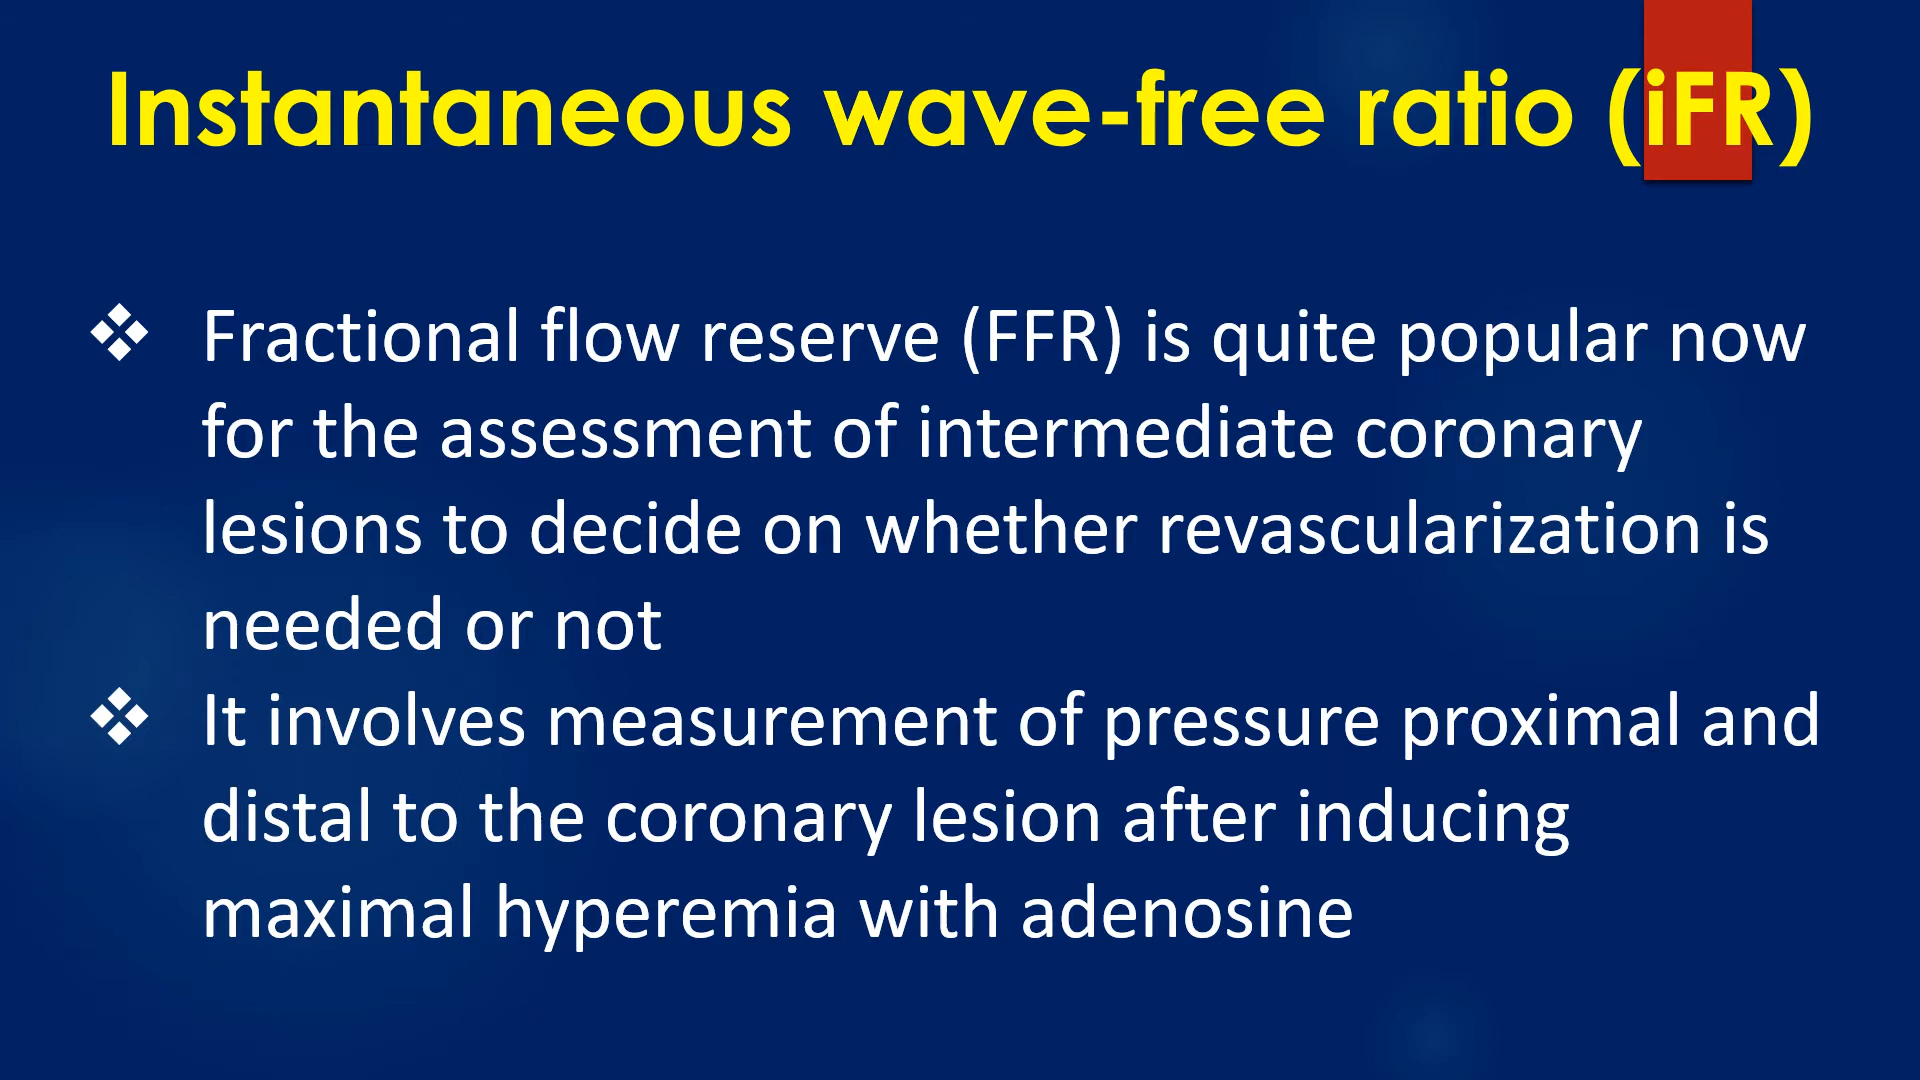 Instantaneous wave-free ratio (iFR)
❖ Fractional flow reserve (FFR) is quite popular now
for the assessment of intermediate coronary
lesions to decide on whether revascularization is
needed or not
❖ It involves measurement of pressure proximal and
distal to the coronary lesion after inducing
maximal hyperemia with adenosine